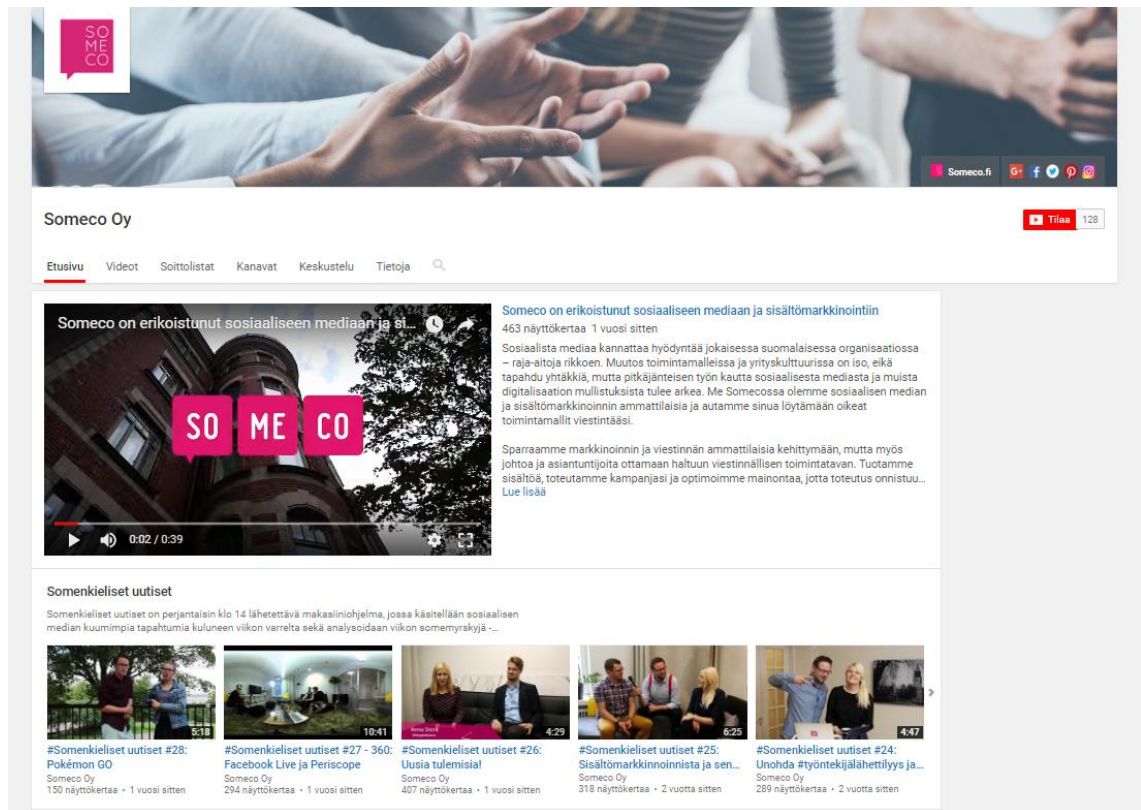 SO
ME
CO
Someco.fi
Someco Oy
Tilaa 128
Etusivu Videot Soittolistat Kanavat Keskustelu Tietoja
Someco on erikoistunut sosiaaliseen mediaan ja si...
SO ME CO
0:02 / 0:39
Someco on erikoistunut sosiaaliseen mediaan ja sisältömarkkinointiin
463 näyttökertaa 1 vuosi sitten
Sosiaalista mediaa kannattaa hyödyntää jokaisessa suomalaisessa organisaatiossa
– raja-aitoja rikkoen. Muutos toimintamalleissa ja yrityskulttuurissa on iso, eikä
tapahdu yhtäkkiä, mutta pitkäjänteisen työn kautta sosiaalisesta mediasta ja muista
digitalisaation mullistuksista tulee arkea. Me Somecossa olemme sosiaalisen median
ja sisältömarkkinoinnin ammattilaisia ja autamme sinua löytämään oikeat
toimintamallit viestintääsi.
Sparraamme markkinoinnin ja viestinnän ammattilaisia kehittymään, mutta myös
johtoa ja asiantuntijoita ottamaan haltuun viestinnällisen toimintatavan. Tuotamme
sisältöä, toteutamme kampanjasi ja optimoimme mainontaa, jotta toteutus onnistuu...
Lue lisää
Somenkieliset uutiset
Somenkieliset uutiset on perjantaisin klo 14 lähetettävä makasiiniohjelma, jossa käsitellään sosiaalisen
median kuumimpia tapahtumia kuluneen viikon varrelta sekä analysoidaan viikon somemyrskyjä -...
5:18
#Somenkieliset uutiset #28:
Pokémon GO
Someco Oy
150 näyttökertaa • 1 vuosi sitten
10:41
#Somenkieliset uutiset #27 - 360:
Facebook Live ja Periscope
Someco Oy
294 näyttökertaa • 1 vuosi sitten
4:29
#Somenkieliset uutiset #26:
Uusia tulemisia!
Someco Oy
407 näyttökertaa • 1 vuosi sitten
6:25
#Somenkieliset uutiset #25:
Sisältömarkkinnoinnista ja sen...
Someco Oy
318 näyttökertaa • 2 vuotta sitten
4:47
#Somenkieliset uutiset #24:
Unohda #työntekijälähettilyys ja...
Someco Oy
289 näyttökertaa • 2 vuotta sitten